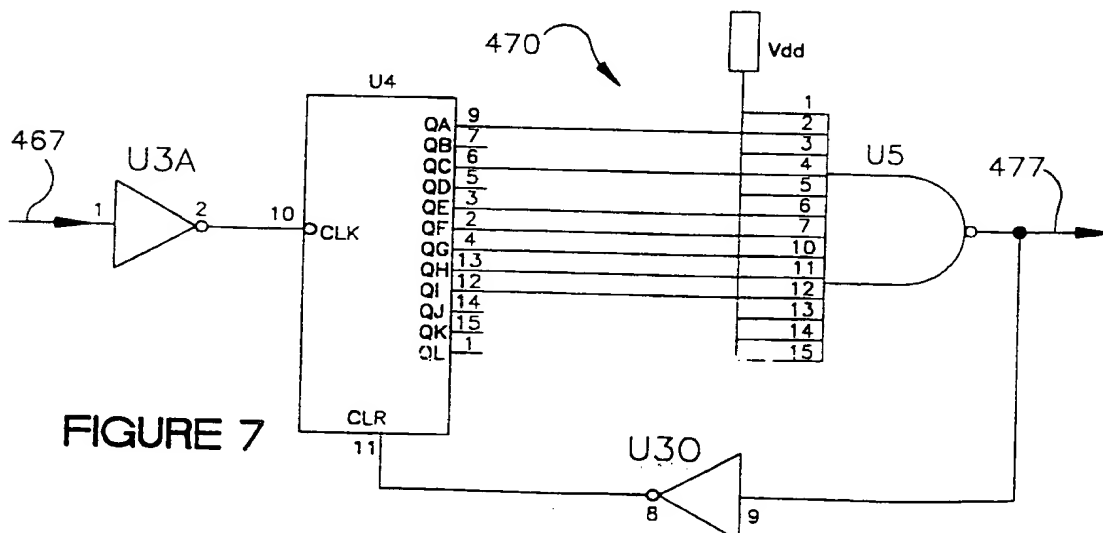 470
Vdd
U4
467
U3A
1
2
10
CLK
QA 9
QB 7
QC 6
QD 5
QE 3
QF 2
QG 4
QH 13
QI 12
QJ 14
QK 15
QL 1
CLR
11
1
2
3
4
5
6
7
10
11
12
13
14
15
U5
477
FIGURE 7
U30
8
9